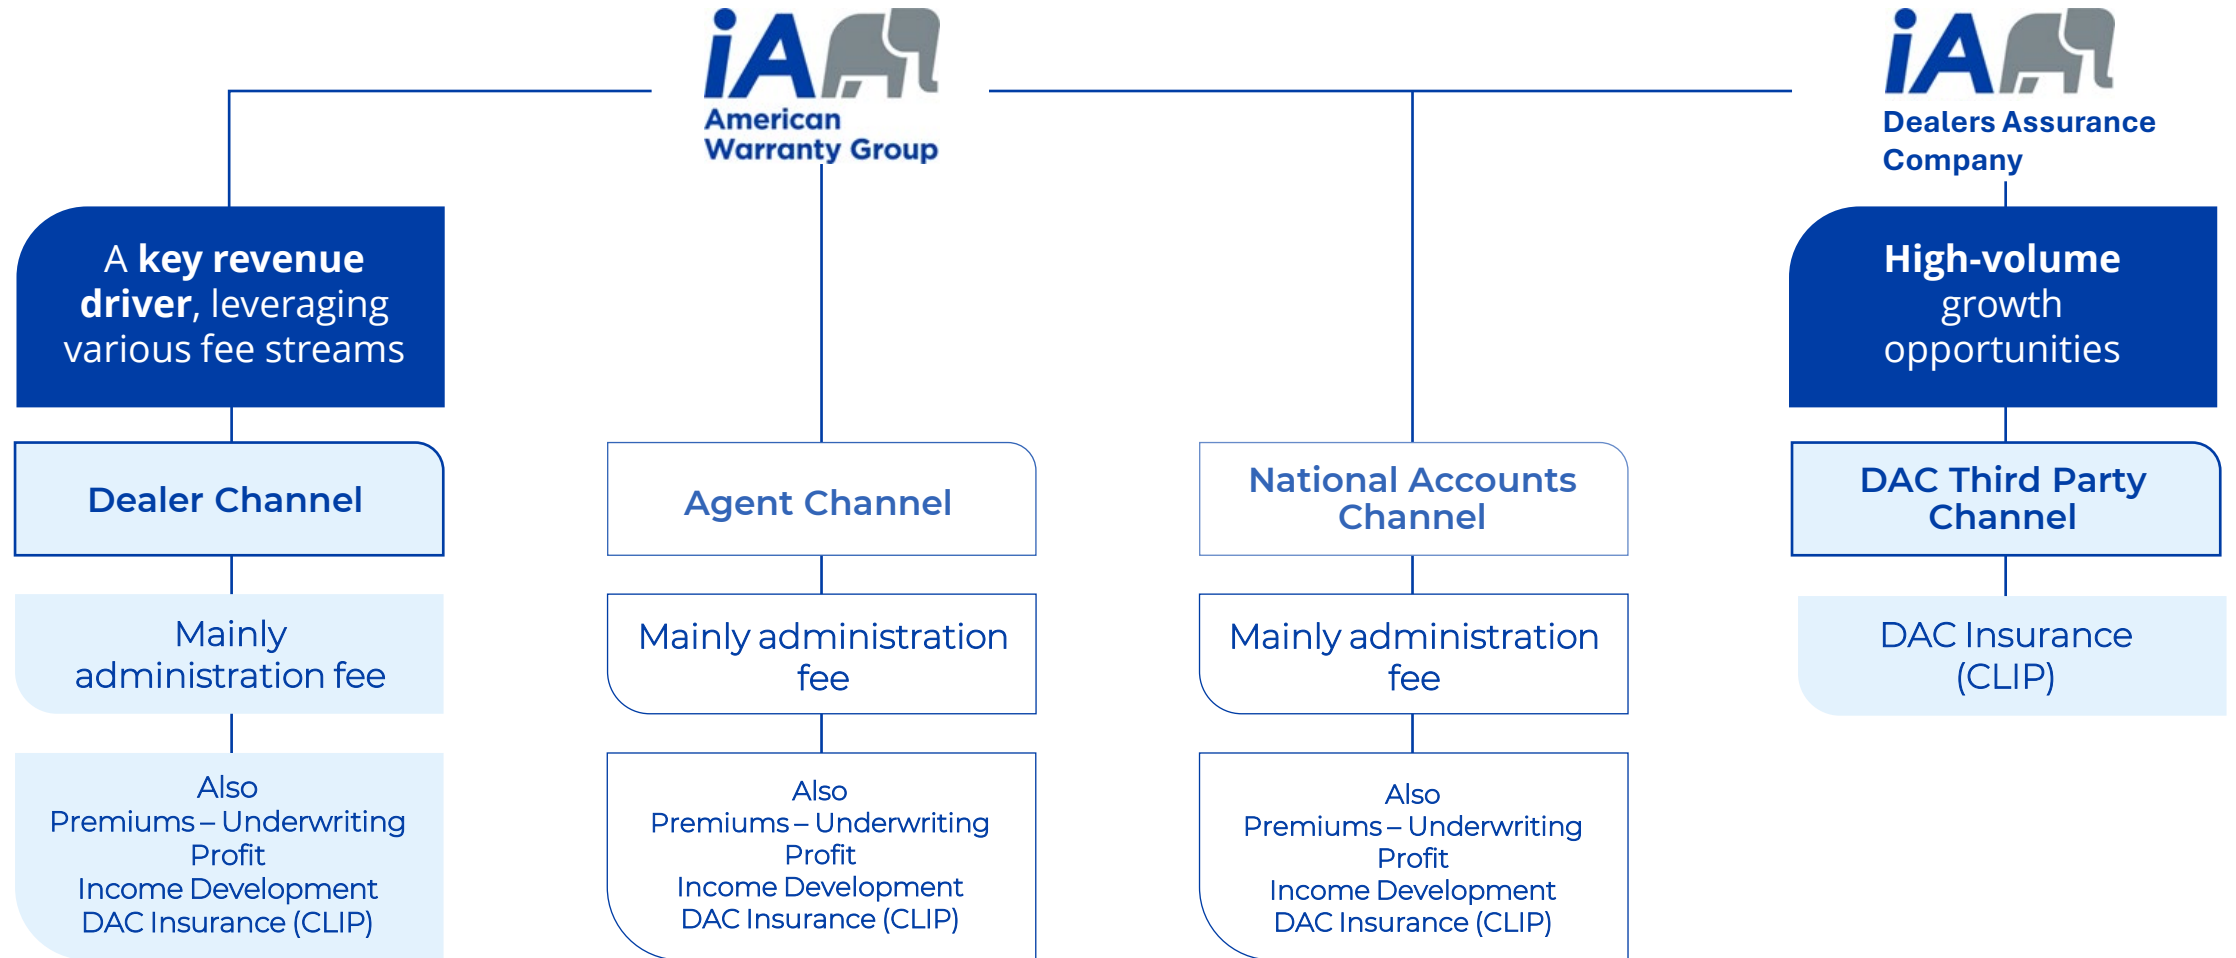 iA
American
Warranty Group
iA
Dealers Assurance
Company
A key revenue
driver, leveraging
various fee streams
High-volume
growth
opportunities
Dealer Channel
Agent Channel
National Accounts
Channel
DAC Third Party
Channel
Mainly
administration fee
Mainly administration
fee
Mainly administration
fee
DAC Insurance
(CLIP)
Also
Premiums – Underwriting
Profit
Income Development
DAC Insurance (CLIP)
Also
Premiums – Underwriting
Profit
Income Development
DAC Insurance (CLIP)
Also
Premiums – Underwriting
Profit
Income Development
DAC Insurance (CLIP)